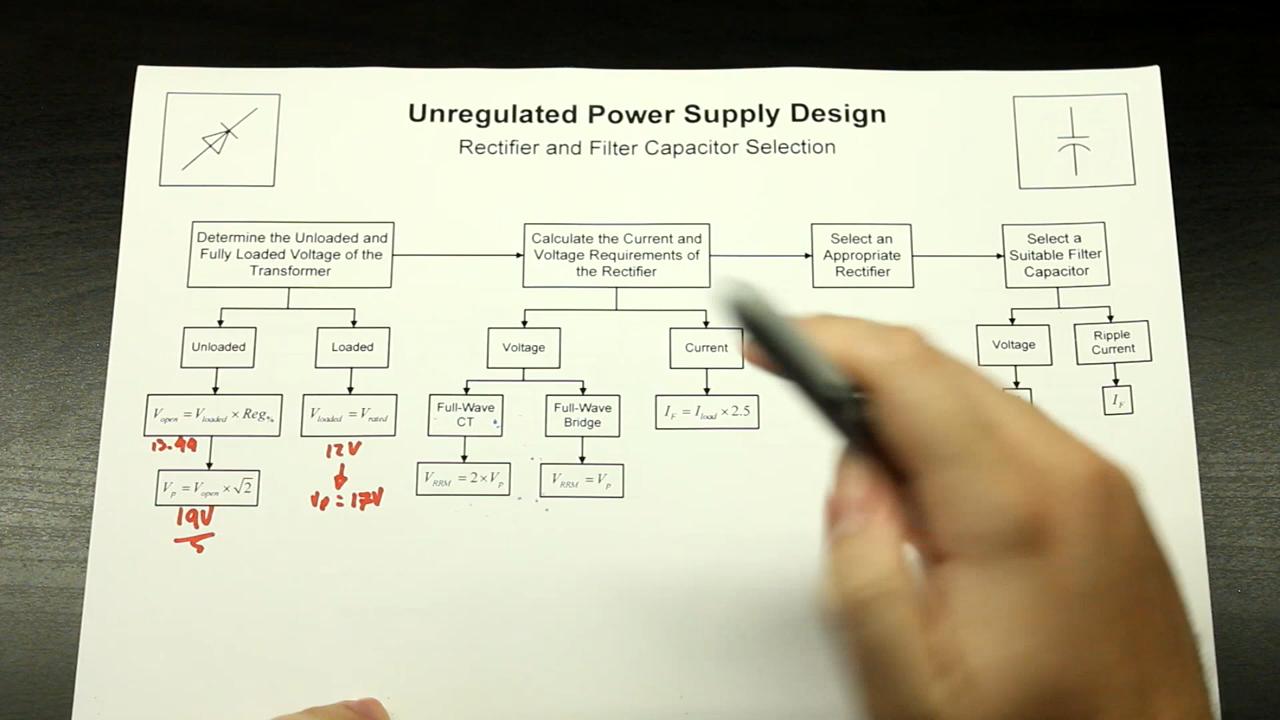 Unregulated Power Supply Design
Rectifier and Filter Capacitor Selection
Determine the Unloaded and
Fully Loaded Voltage of the
Transformer
Calculate the Current and
Voltage Requirements of
the Rectifier
Select an
Appropriate
Rectifier
Select a
Suitable Filter
Capacitor
Unloaded
Loaded
Voltage
Current
Voltage
Ripple
Current
V_open = V_loaded × Reg_%
V_loaded = V_rated
Full-Wave
CT
Full-Wave
Bridge
I_F = I_load × 2.5
I_F
13.44
12V
V_p = V_open × √2
Vp = 17V
V_RRM = 2 × V_P
V_RRM = V_P
19V